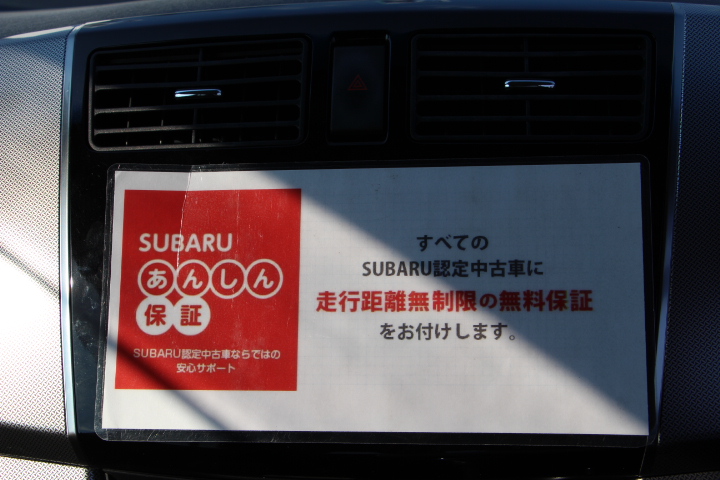 SUBARU
あんしん
保証
SUBARU認定中古車ならではの
安心サポート
すべての
SUBARU認定中古車に
走行距離無制限の無料保証
をお付けします。